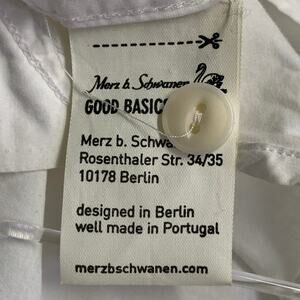 Merz b. Schwanen
GOOD BASICS
Merz b. Schwa
Rosenthaler Str. 34/35
10178 Berlin
designed in Berlin
well made in Portugal
merzbschwanen.com